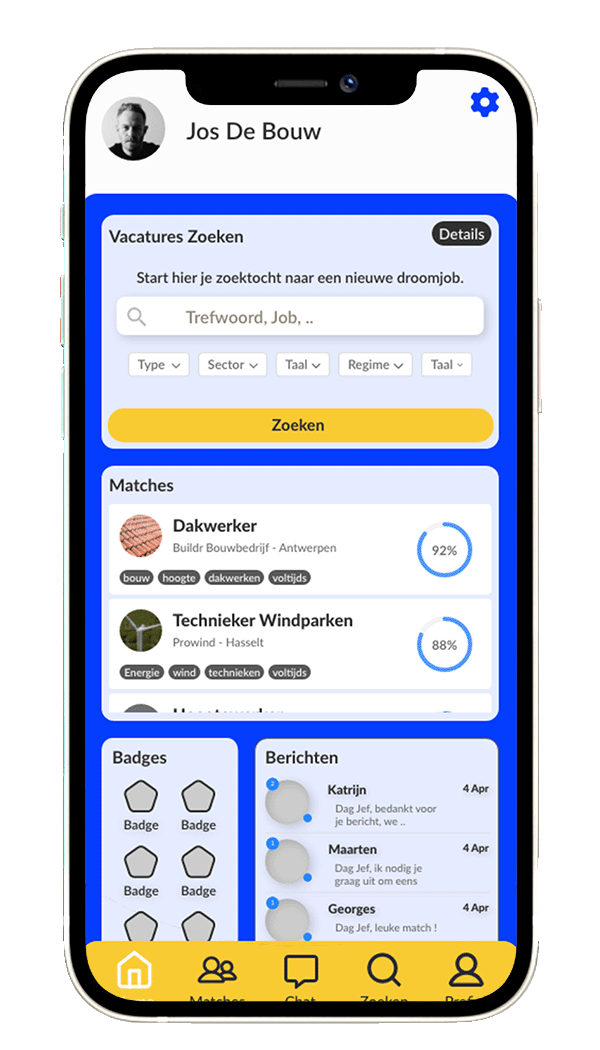 Jos De Bouw
Vacatures Zoeken
Details
Start hier je zoektocht naar een nieuwe droomjob.
Trefwoord, Job, ..
Type
Sector
Taal
Regime
Taal
Zoeken
Matches
Dakwerker
Buildr Bouwbedrijf - Antwerpen
92%
bouw
hoogte
dakwerken
voltijds
Technieker Windparken
Prowind - Hasselt
88%
Energie
wind
technieken
voltijds
Badges
Badge
Badge
Badge
Badge
Berichten
2
Katrijn
4 Apr
Dag Jef, bedankt voor
je bericht, we ..
1
Maarten
Dag Jef, ik nodig je
graag uit om eens
4 Apr
1
Georges
4 Apr
Dag Jef, leuke match !
Matches
Chat
Zoeken